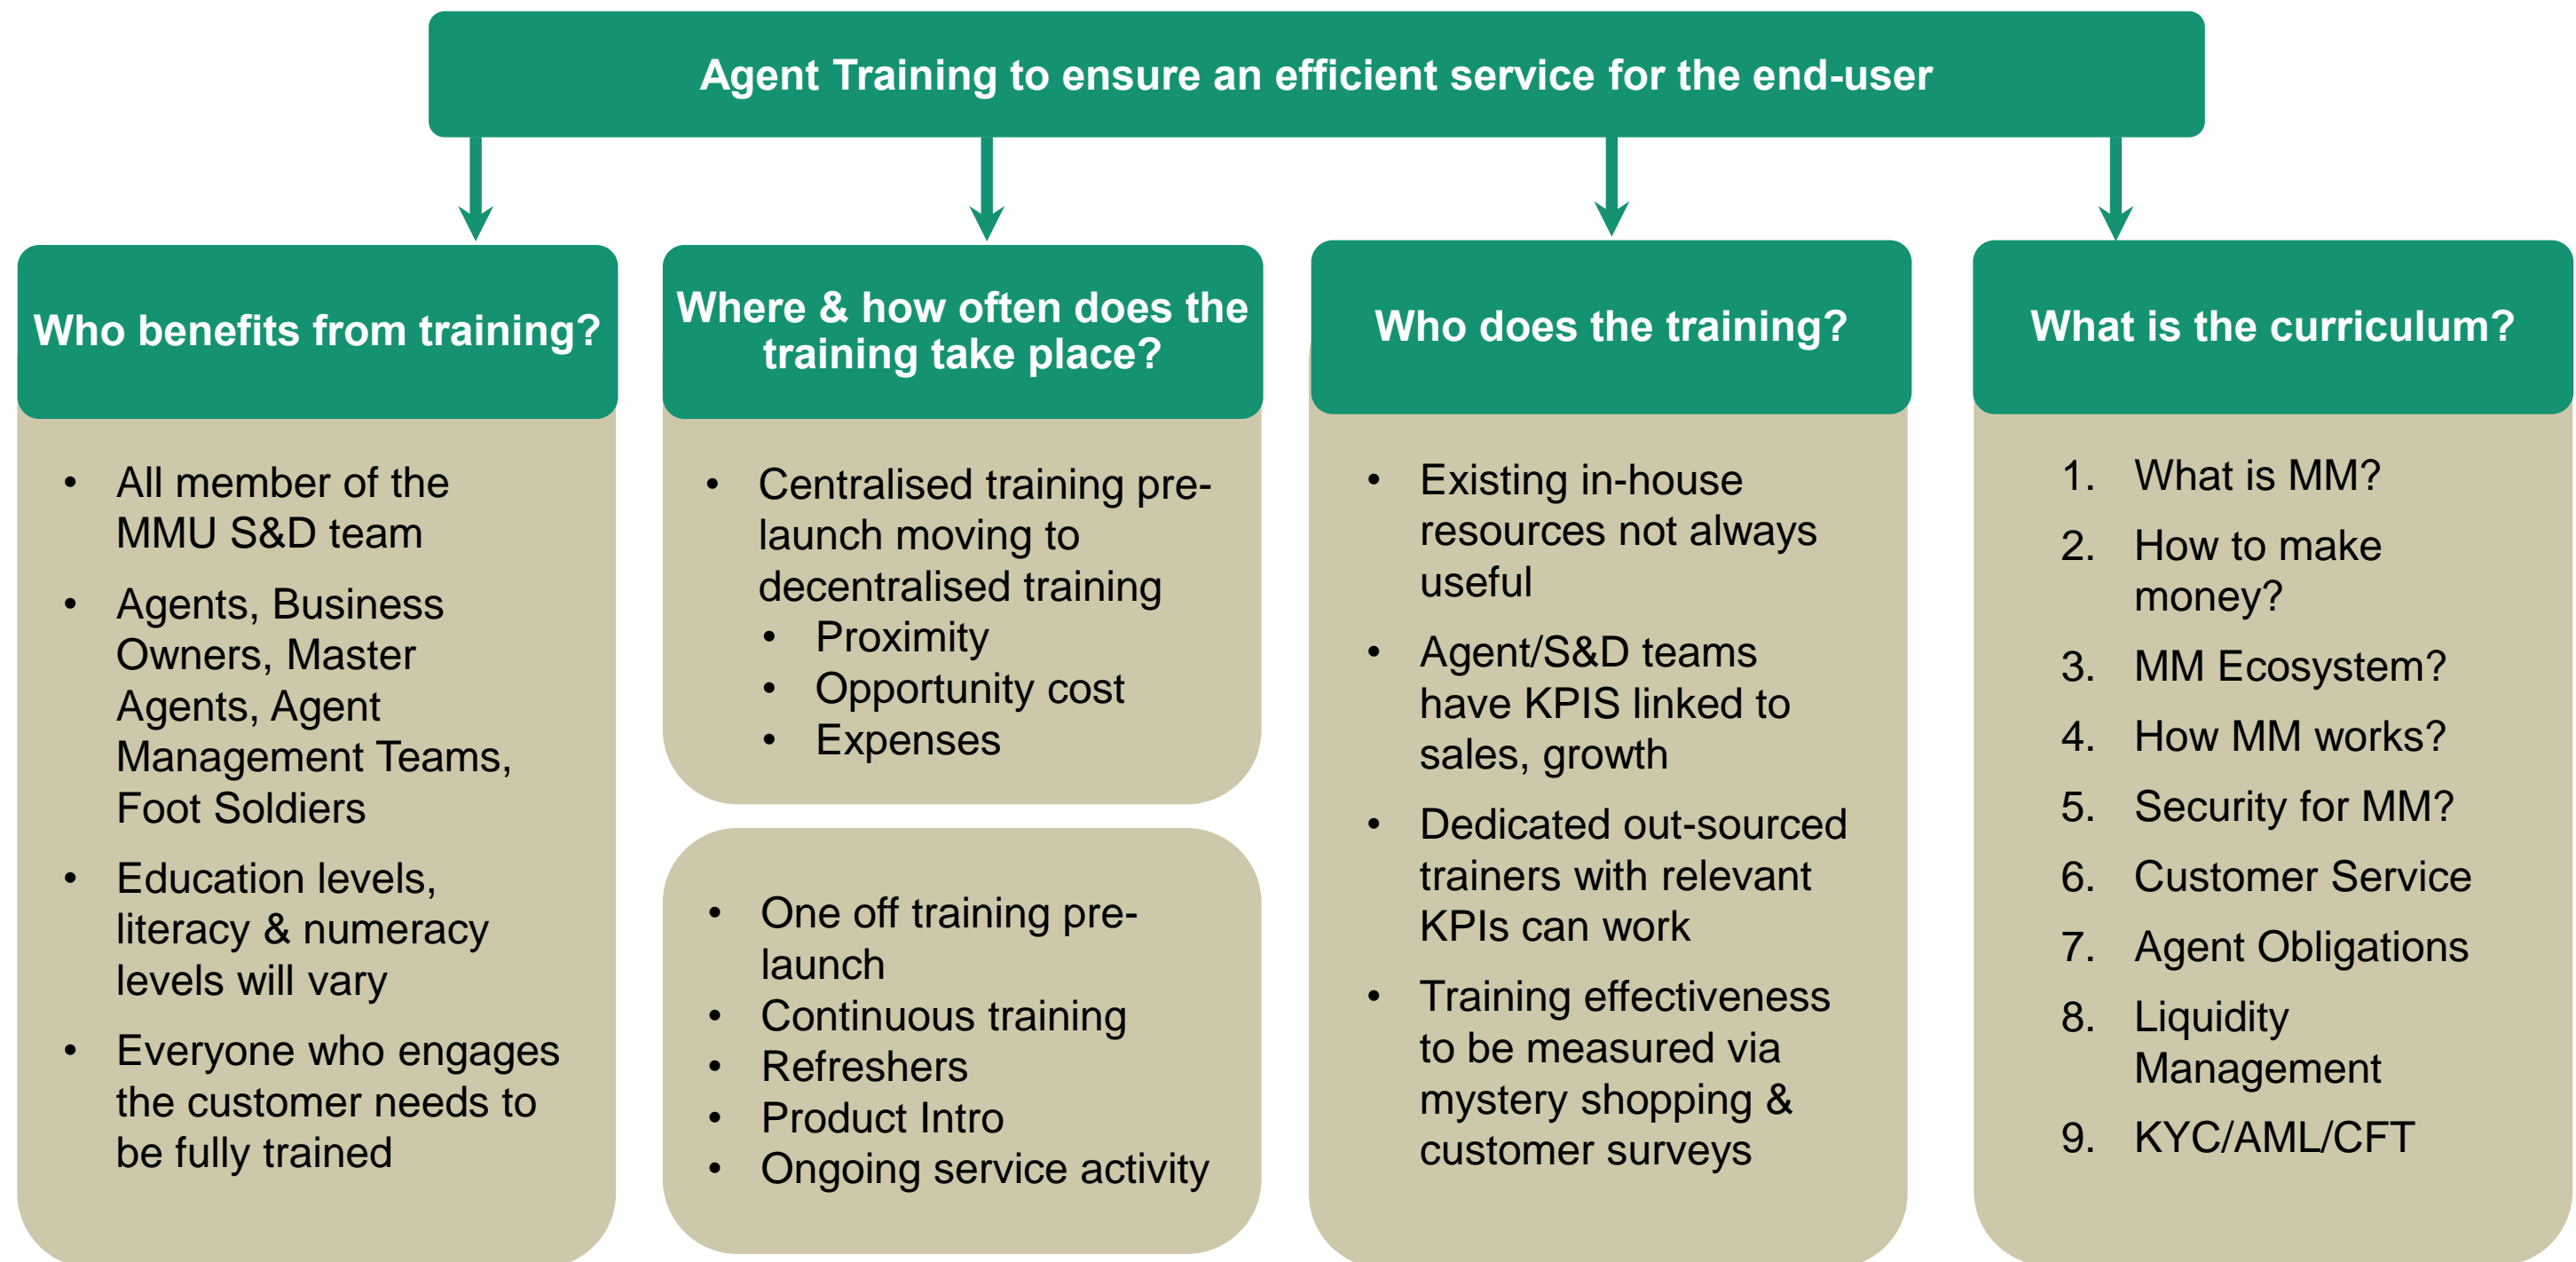 Agent Training to ensure an efficient service for the end-user
Who benefits from training?
• All member of the
MMU S&D team
• Agents, Business
Owners, Master
Agents, Agent
Management Teams,
Foot Soldiers
• Education levels,
literacy & numeracy
levels will vary
• Everyone who engages
the customer needs to
be fully trained
Where & how often does the
training take place?
• Centralised training pre-
launch moving to
decentralised training
• Proximity
• Opportunity cost
• Expenses
• One off training pre-
launch
• Continuous training
• Refreshers
• Product Intro
• Ongoing service activity
Who does the training?
• Existing in-house
resources not always
useful
• Agent/S&D teams
have KPIS linked to
sales, growth
• Dedicated out-sourced
trainers with relevant
KPIs can work
• Training effectiveness
to be measured via
mystery shopping &
customer surveys
What is the curriculum?
1. What is MM?
2. How to make
money?
3. MM Ecosystem?
4. How MM works?
5. Security for MM?
6. Customer Service
7. Agent Obligations
8. Liquidity
Management
9. KYC/AML/CFT